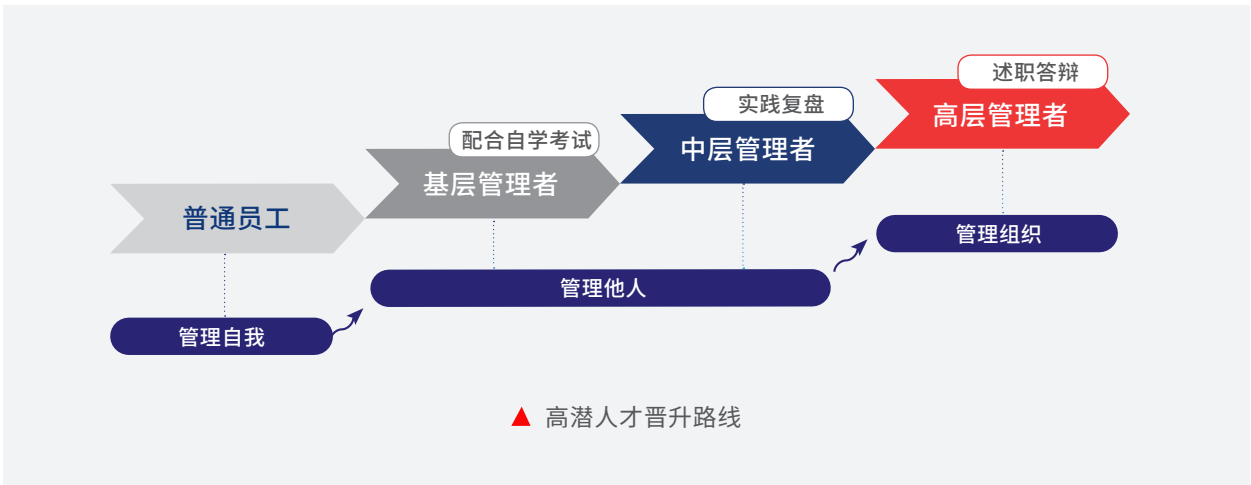 述职答辩
高层管理者
实践复盘
中层管理者
配合自学考试
基层管理者
普通员工
管理组织
管理他人
管理自我
▲ 高潜人才晋升路线